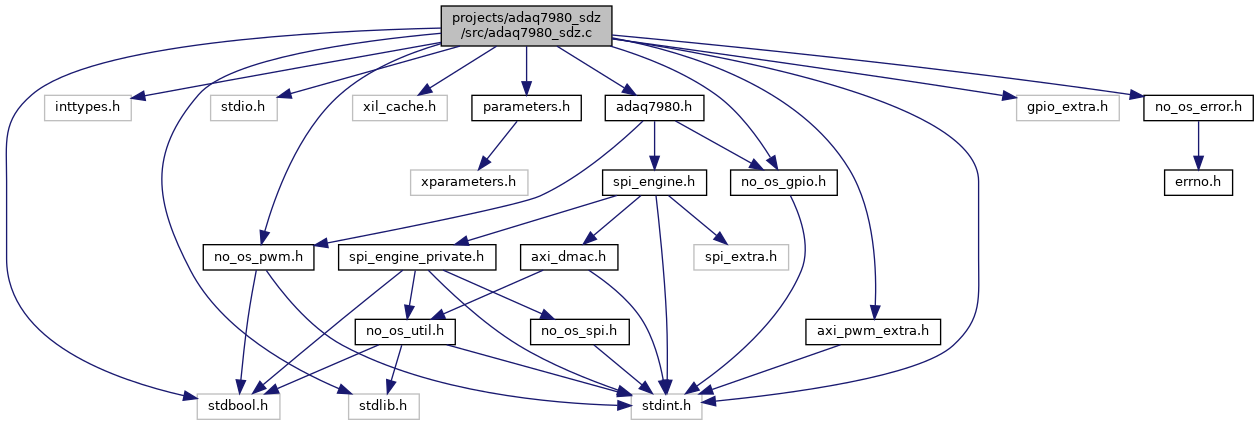 projects/adaq7980_sdz
/src/adaq7980_sdz.c
inttypes.h
stdio.h
xil_cache.h
parameters.h
adaq7980.h
gpio_extra.h
no_os_error.h
xparameters.h
spi_engine.h
no_os_gpio.h
errno.h
no_os_pwm.h
spi_engine_private.h
axi_dmac.h
spi_extra.h
no_os_util.h
no_os_spi.h
axi_pwm_extra.h
stdbool.h
stdlib.h
stdint.h